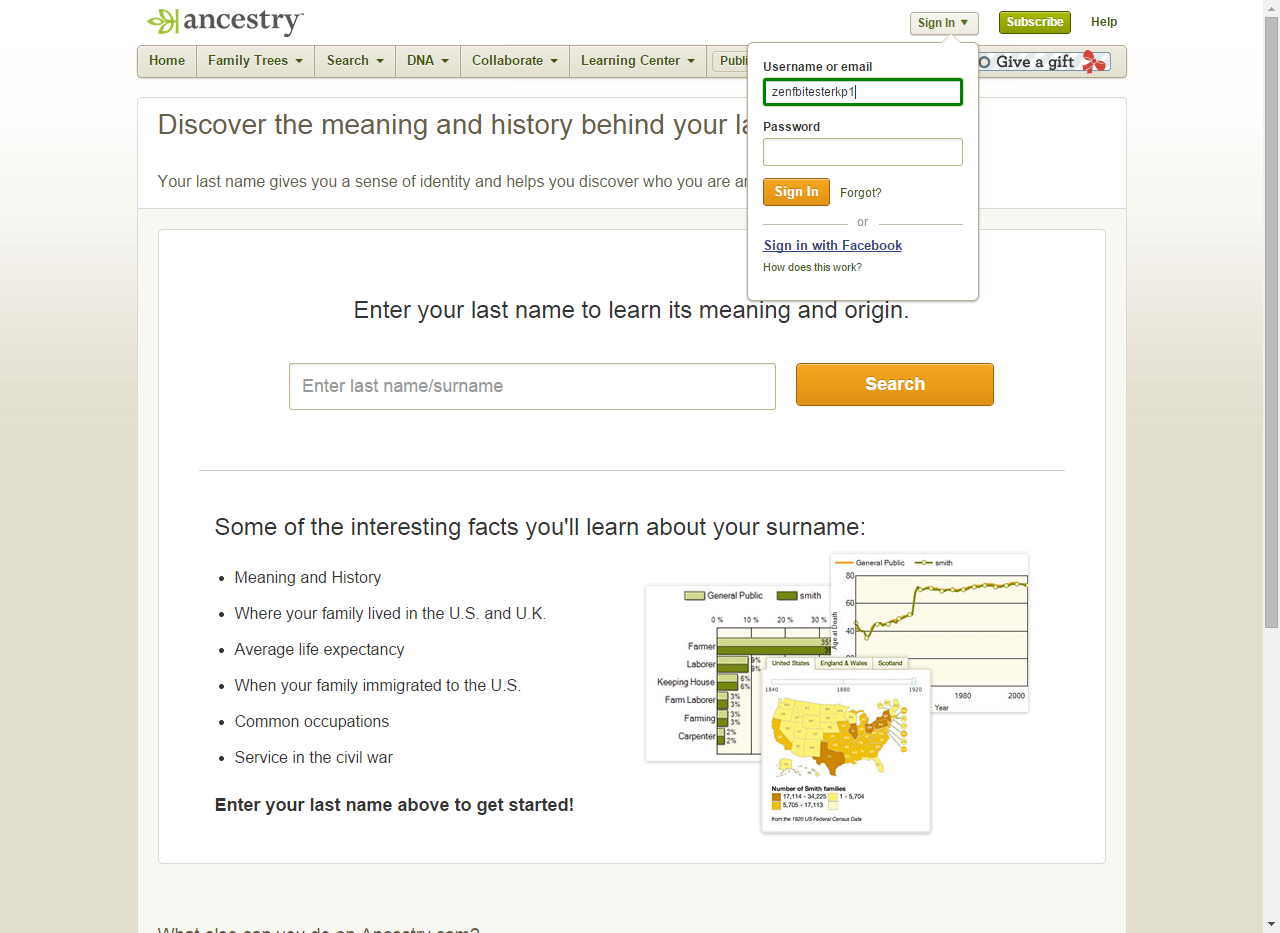 ancestry
Sign In ▼
Subscribe
Help
Home
Family Trees
Search
DNA
Collaborate
Learning Center
Publi
Give a gift
Username or email
zenfbitesterkp1
Password
Sign In
Forgot?
or
Sign in with Facebook
How does this work?
Discover the meaning and history behind your la
Your last name gives you a sense of identity and helps you discover who you are an
Enter your last name to learn its meaning and origin.
Enter last name/surname
Search
Some of the interesting facts you'll learn about your surname:
Meaning and History
Where your family lived in the U.S. and U.K.
Average life expectancy
When your family immigrated to the U.S.
Common occupations
Service in the civil war
Enter your last name above to get started!
General Public
smith
0 %
10 %
20 %
30 %
Farmer
35
Laborer
9%
9%
Keeping House
6%
6%
Farm Laborer
3%
3%
Farming
3%
3%
Carpenter
2%
2%
General Public
smith
80
60
40
Age at Death
1980
2000
Year
United States
England & Wales
Scotland
1840
1880
1920
Number of Smith families
17,114 - 34,225
1 - 5,704
5,705 - 17,113
from the 1920 US Federal Census Data
What else can you do on Ancestry.com?